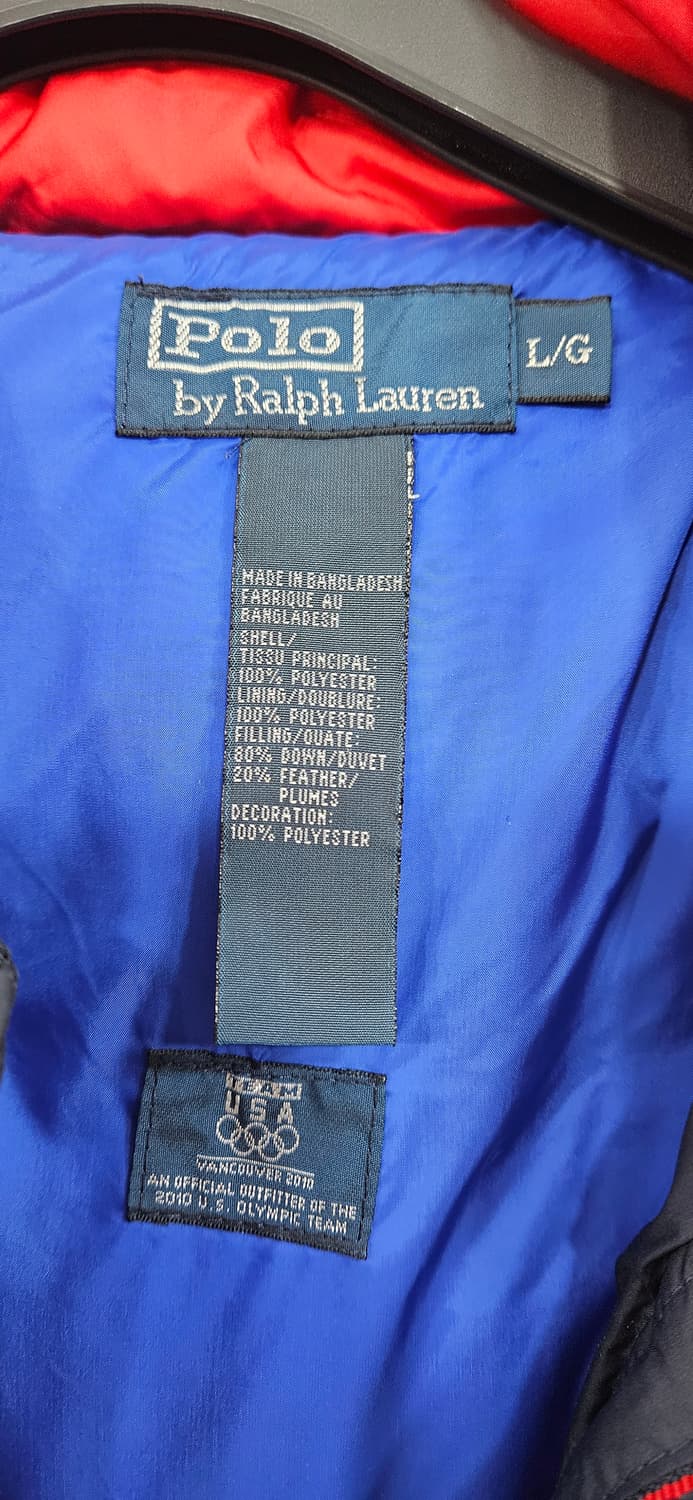 Polo
by Ralph Lauren
L/G
MADE IN BANGLADESH
FABRIQUE AU
BANGLADESH
SHELL/
TISSU PRINCIPAL:
100% POLYESTER
LINING/DOUBLURE:
100% POLYESTER
FILLING/OUATE:
80% DOWN/DUVET
20% FEATHER/
PLUMES
DECORATION:
100% POLYESTER
TEAM
USA
VANCOUVER 2010
AN OFFICIAL OUTFITTER OF THE
2010 U.S. OLYMPIC TEAM